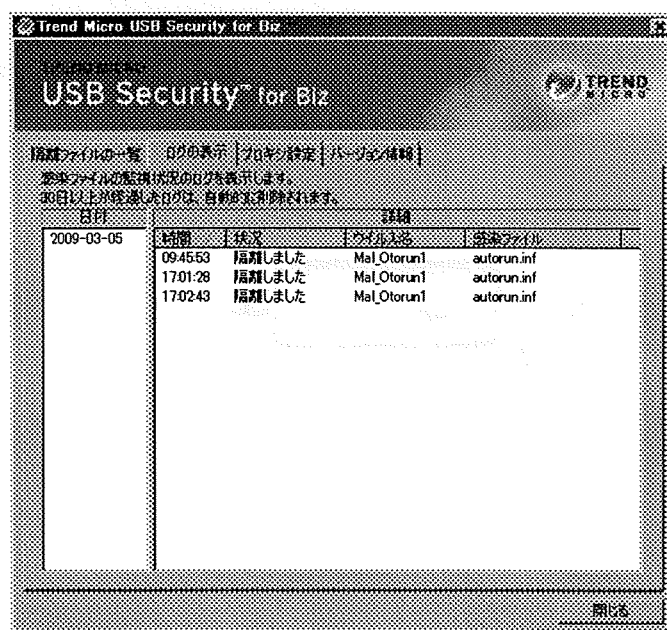 Trend Micro USB Security for Biz
USB Security™ for Biz
TREND MICRO
隔離ファイルの一覧 ログの表示 プロキシ設定 バージョン情報
感染ファイルの監視状況のログを表示します。
30日以上が経過したログは、自動的に削除されます。
日付 詳細
2009-03-05
時間 状況 ウイルス名 感染ファイル
09:45:53 隔離しました Mal_Otorun1 autorun.inf
17:01:28 隔離しました Mal_Otorun1 autorun.inf
17:02:43 隔離しました Mal_Otorun1 autorun.inf
閉じる